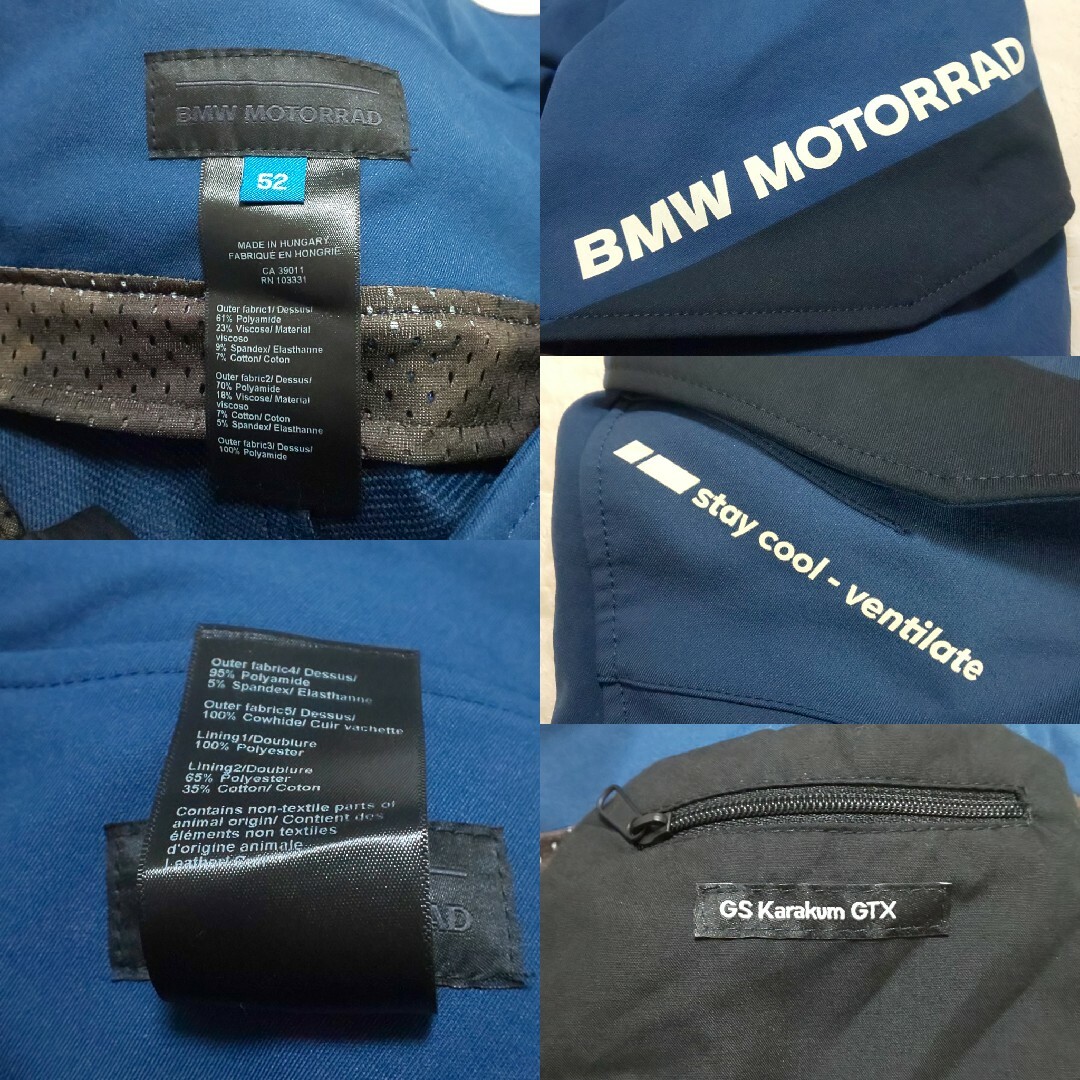 BMW MOTORRAD
52
MADE IN HUNGARY
FABRIQUÉ EN HONGRIE
CA 39011
RN 103331
Outer fabric1/ Dessus/
61% Polyamide
23% Viscose/ Material
viscoso
9% Spandex/ Elasthanne
7% Cotton/ Coton
Outer fabric2/ Dessus/
70% Polyamide
18% Viscose/ Material
viscoso
7% Cotton/ Coton
5% Spandex/ Elasthanne
Outer fabric3/ Dessus/
100% Polyamide
BMW MOTORRAD
stay cool - ventilate
Outer fabric4/ Dessus/
95% Polyamide
5% Spandex/ Elasthanne
Outer fabric5/ Dessus/
100% Cowhide/ Cuir vachette
Lining1/Doublure
100% Polyester
Lining2/Doublure
65% Polyester
35% Cotton/ Coton
Contains non-textile parts of
animal origin/ Contient des
éléments non textiles
d'origine animale
Leather/
GS Karakum GTX